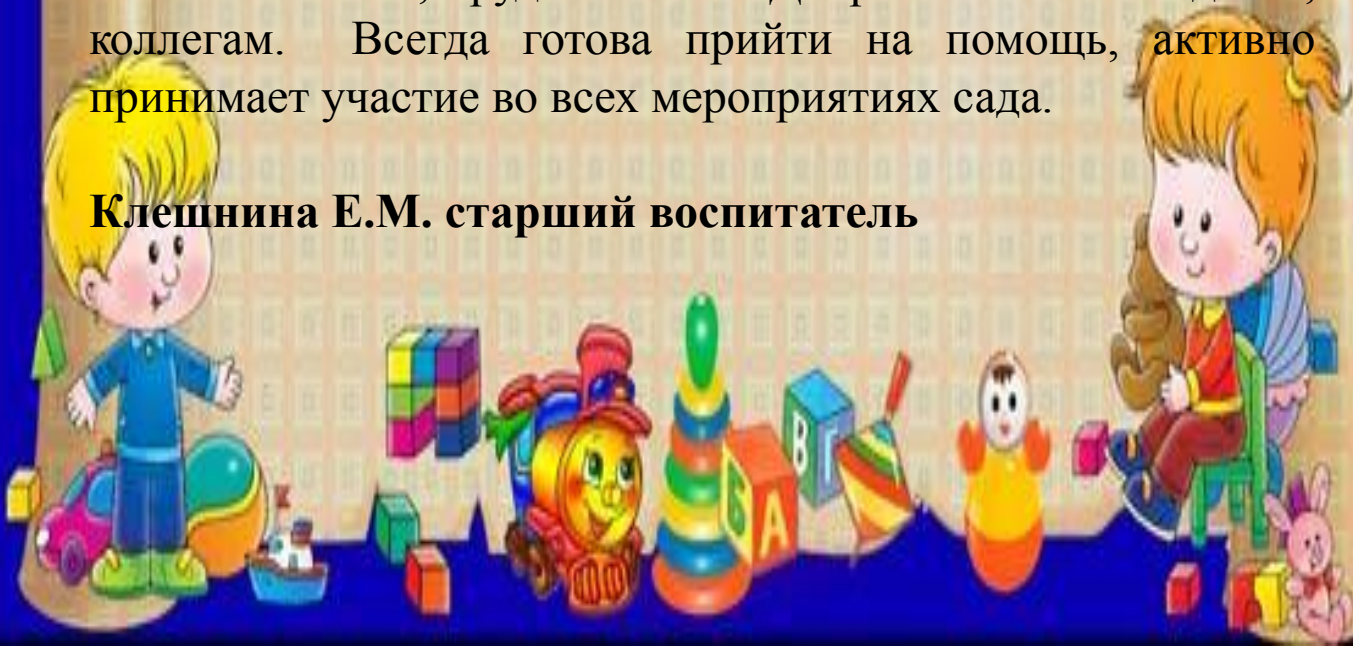 коллегам. Всегда готова прийти на помощь, активно
принимает участие во всех мероприятиях сада.
Клешнина Е.М. старший воспитатель
В Г
Б А